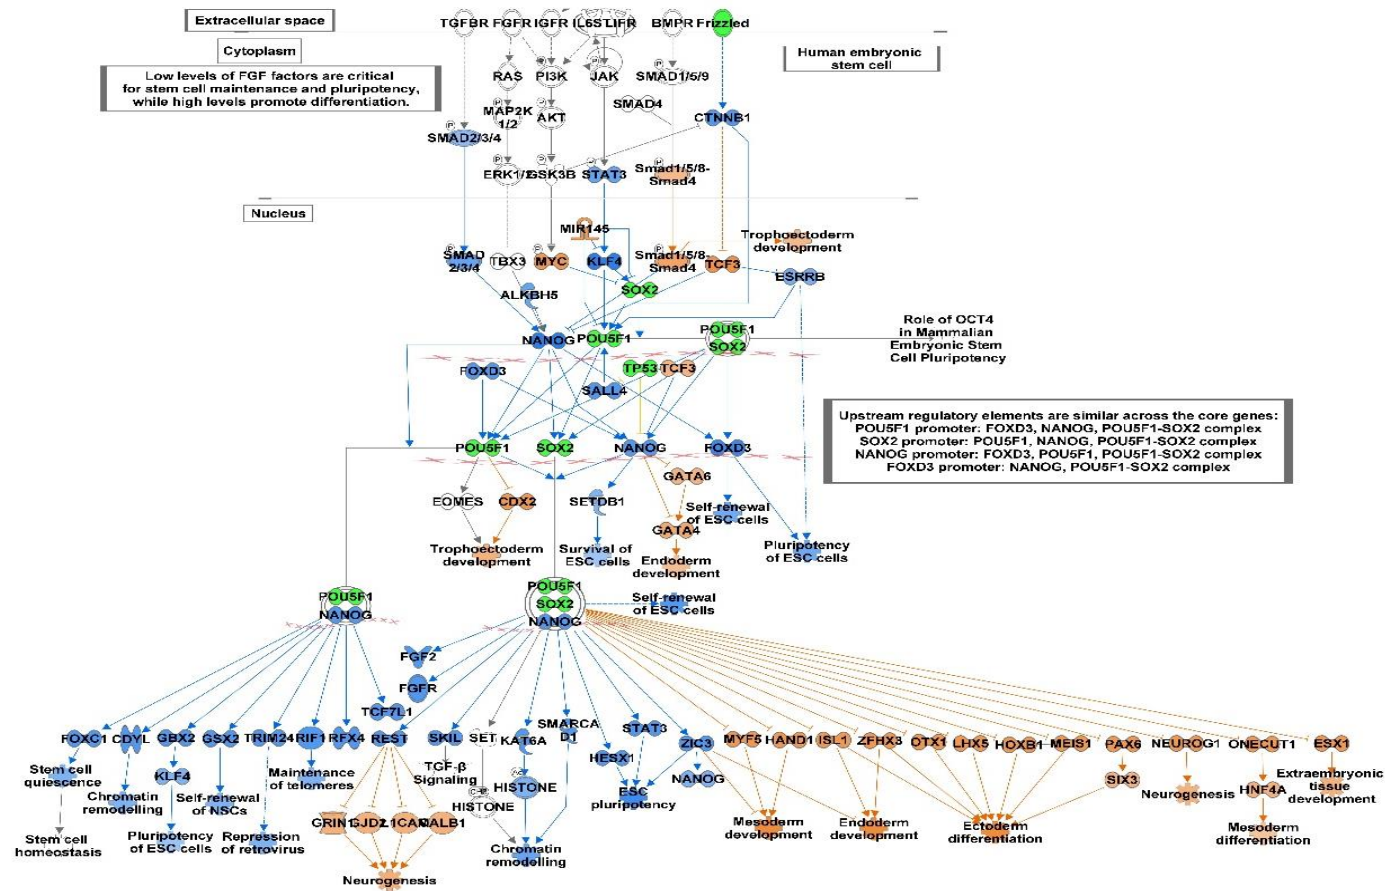 Extracellular space
TGFBR FGFR IGFR IL6ST LIFR BMPR Frizzled
Cytoplasm
Human embryonic
stem cell
Low levels of FGF factors are critical
for stem cell maintenance and pluripotency,
while high levels promote differentiation.
RAS PI3K JAK SMAD1/5/9
SMAD4
MAP2K
1/2
AKT
CTNNB1
SMAD2/3/4
ERK1/2 GSK3B STAT3
Smad1/5/8-
Smad4
Nucleus
MIR145
Trophoectoderm
development
SMAD
2/3/4
TBX3 MYC KLF4
Smad1/5/8-
Smad4
TCF3
ESRRB
ALKBH5
SOX2
NANOG POU5F1
POU5F1
SOX2
Role of OCT4
in Mammalian
Embryonic Stem
Cell Pluripotency
FOXD3
TP53 TCF3
SALL4
Upstream regulatory elements are similar across the core genes:
POU5F1 promoter: FOXD3, NANOG, POU5F1-SOX2 complex
SOX2 promoter: POU5F1, NANOG, POU5F1-SOX2 complex
NANOG promoter: FOXD3, POU5F1, POU5F1-SOX2 complex
FOXD3 promoter: NANOG, POU5F1-SOX2 complex
POU5F1 SOX2 NANOG FOXD3
GATA6
EOMES CDX2 SETDB1
Self-renewal
of ESC cells
GATA4
Trophoectoderm
development
Survival of
ESC cells
Endoderm
development
Pluripotency
of ESC cells
POU5F1
NANOG
POU5F1
SOX2
NANOG
Self-renewal
of ESC cells
FGF2
FGFR
TCF7L1
FOXC1 CDYL GBX2 GSX2 TRIM24 RIF1 RFX4 REST SKIL SET KAT6A
SMARCA
D1
STAT3
ZIC3 MYF5 HAND1 ISL1 ZFHX3 OTX1 LHX5 HOXB1 MEIS1 PAX6 NEUROG1 ONECUT1 ESX1
HESX1
NANOG
Stem cell
quiescence
KLF4
Maintenance
of telomeres
TGF-β
Signaling
HISTONE
HISTONE
ESC
pluripotency
SIX3
Neurogenesis
HNF4A
Extraembryonic
tissue
development
Chromatin
remodelling
Self-renewal
of NSCs
GRIN1 GJD2 L1CAM CALB1
Stem cell
homeostasis
Pluripotency
of ESC cells
Repression
of retrovirus
Chromatin
remodelling
Mesoderm
development
Endoderm
development
Ectoderm
differentiation
Mesoderm
differentiation
Neurogenesis